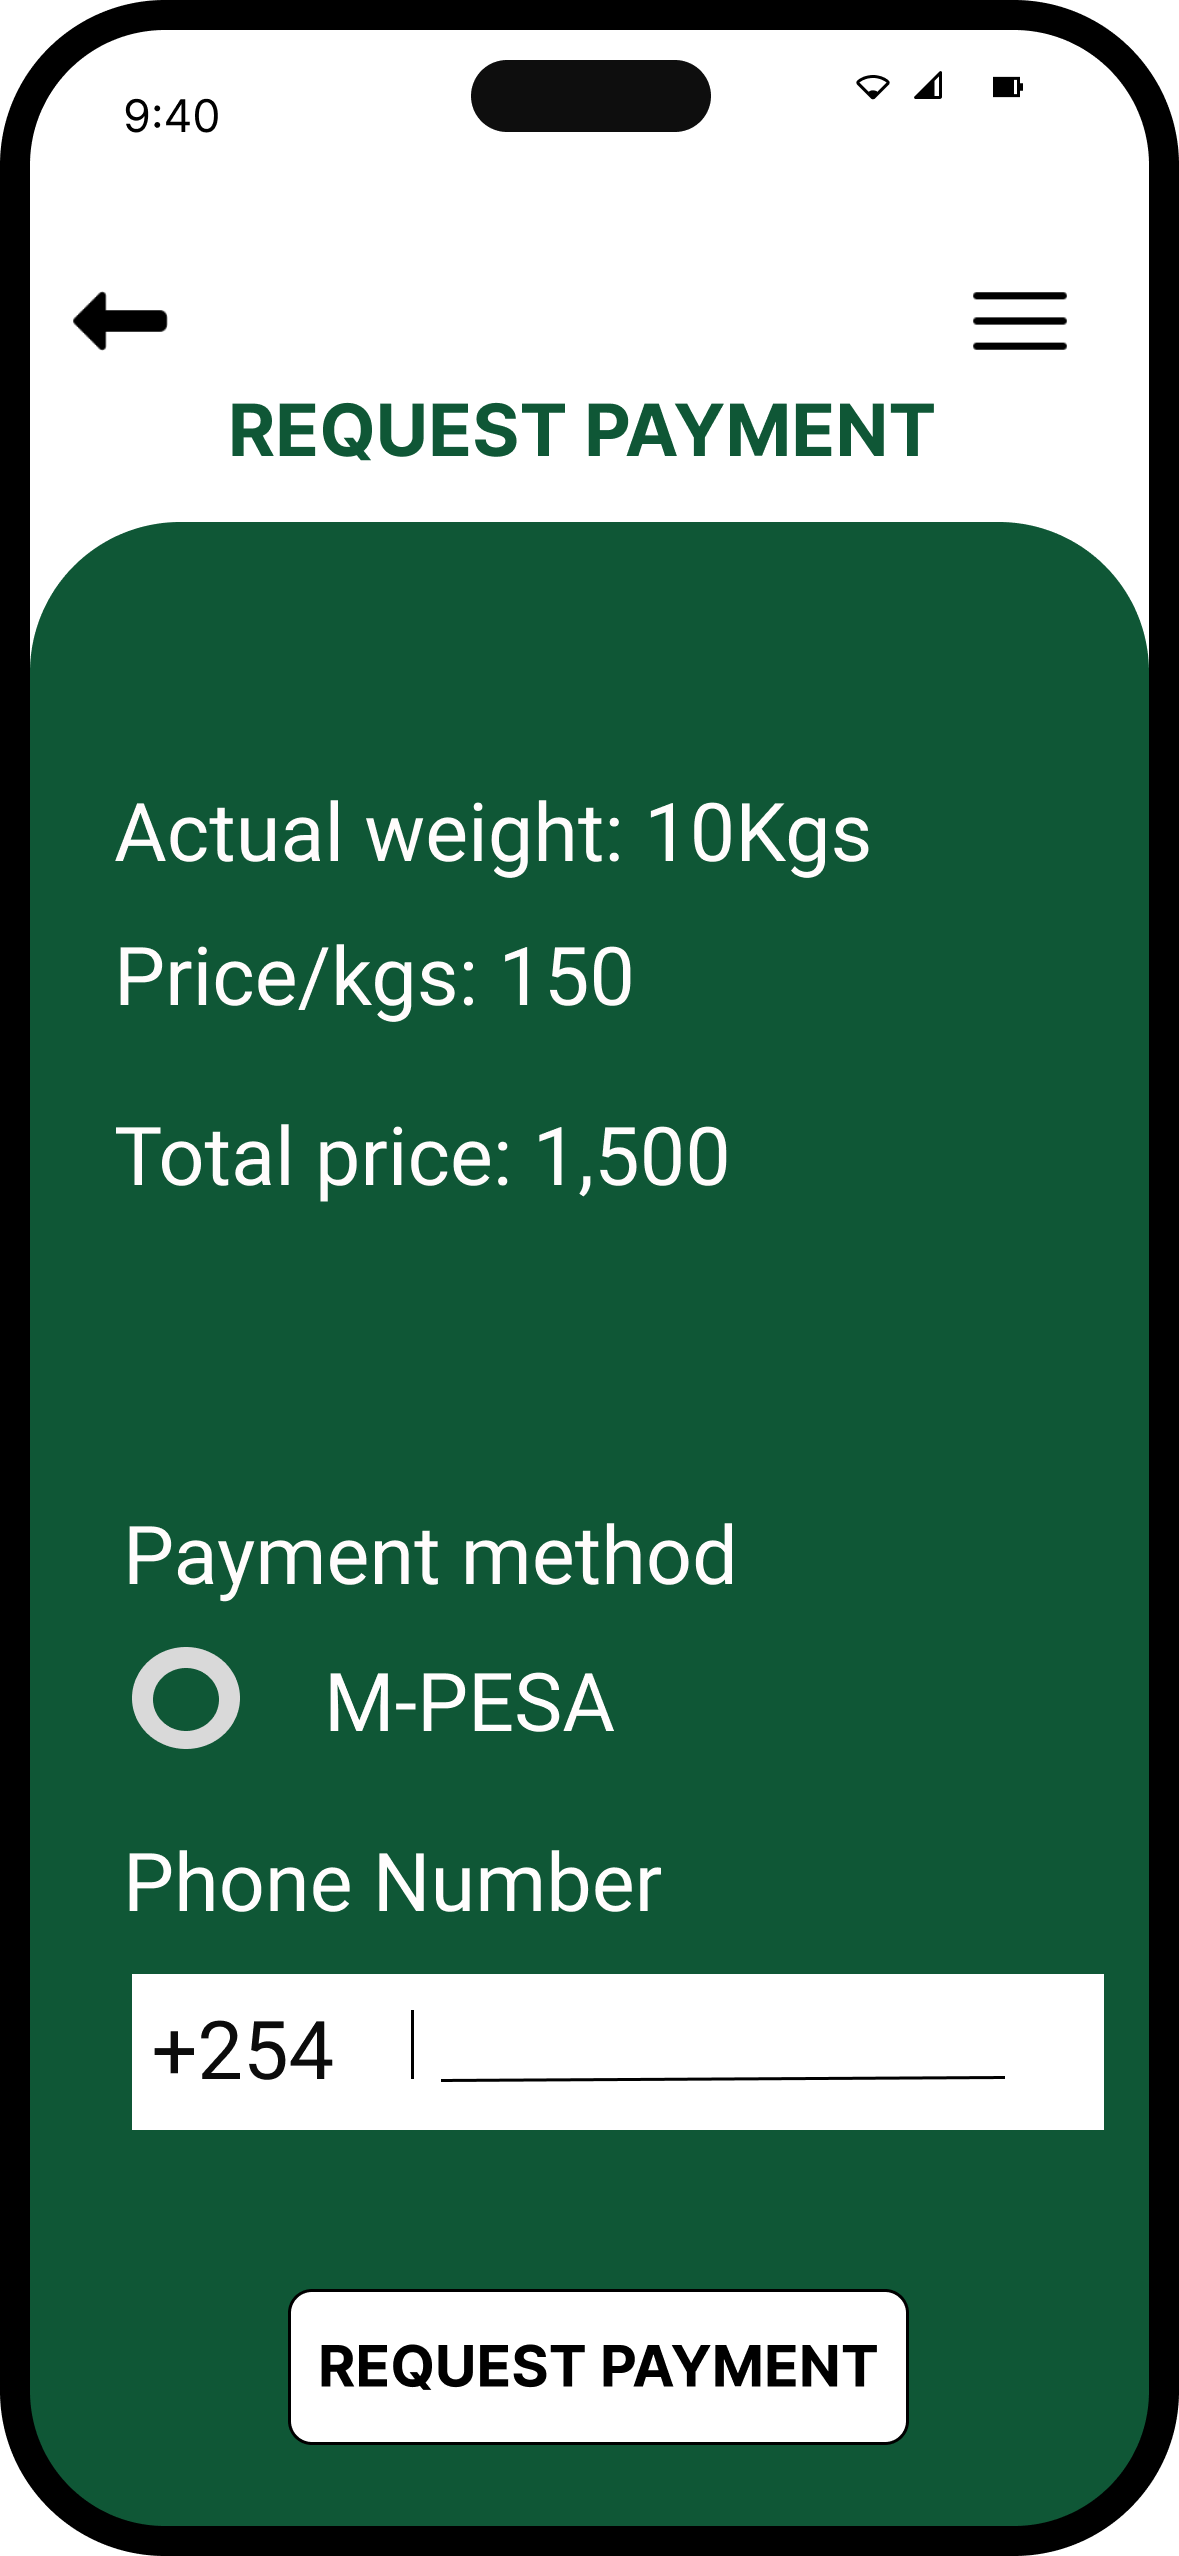 9:40
REQUEST PAYMENT
Actual weight: 10Kgs
Price/kgs: 150
Total price: 1,500
Payment method
M-PESA
Phone Number
+254
REQUEST PAYMENT